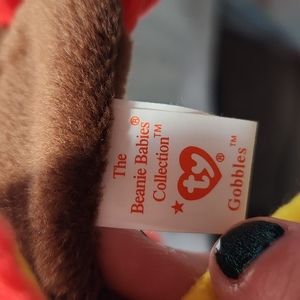 The
Beanie Babies®
Collection™
ty®
Gobbles™